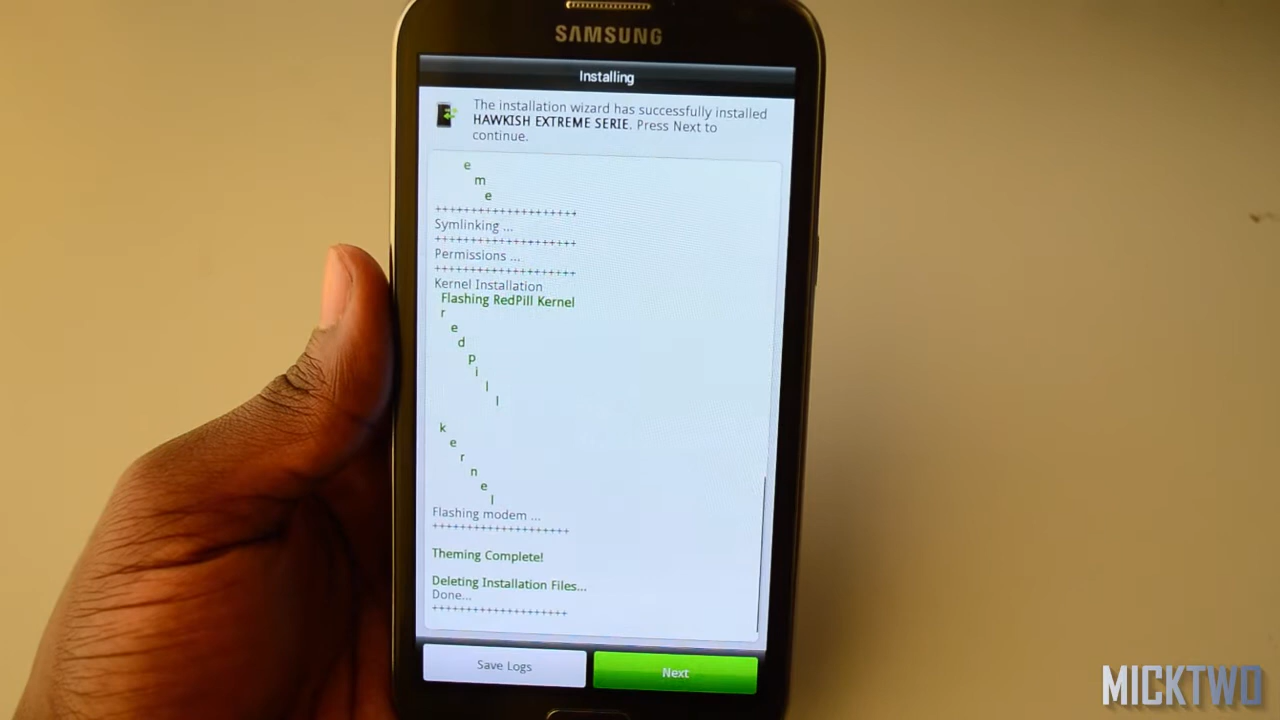 SAMSUNG
Installing
The installation wizard has successfully installed
HAWKISH EXTREME SERIE. Press Next to
continue.
e
m
e
++++++++++++++++++++
Symlinking ...
++++++++++++++++++++
Permissions ...
++++++++++++++++++++
Kernel Installation
Flashing RedPill Kernel
r
e
d
p
i
l
l
k
e
r
n
e
l
Flashing modem ...
++++++++++++++++++++
Theming Complete!
Deleting Installation Files...
Done...
++++++++++++++++++++
Save Logs
Next
MICKTWO